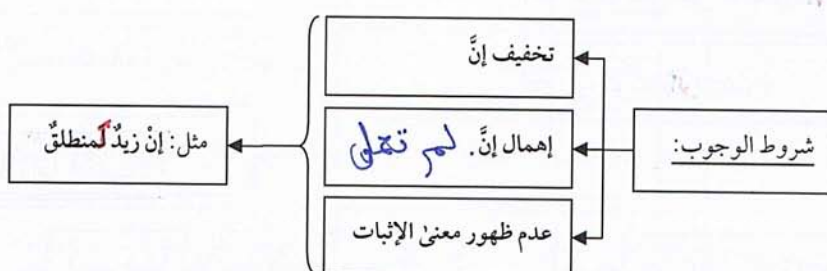 شروط الوجوب:
تخفيف إنَّ
إهمال إنَّ. لم تعمل
عدم ظهور معنىٰ الإثبات
مثل: إنْ زيدٌ لَمنطلقٌ